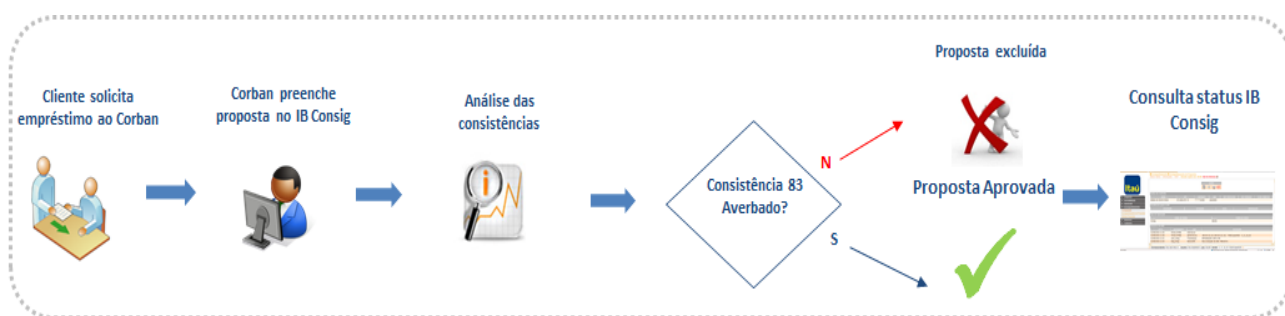 Cliente solicita
empréstimo ao Corban
Corban preenche
proposta no IB Consig
Análise das
consistências
Consistência 83
Averbado?
N
S
Proposta excluída
Proposta Aprovada
Consulta status IB
Consig
Itaú